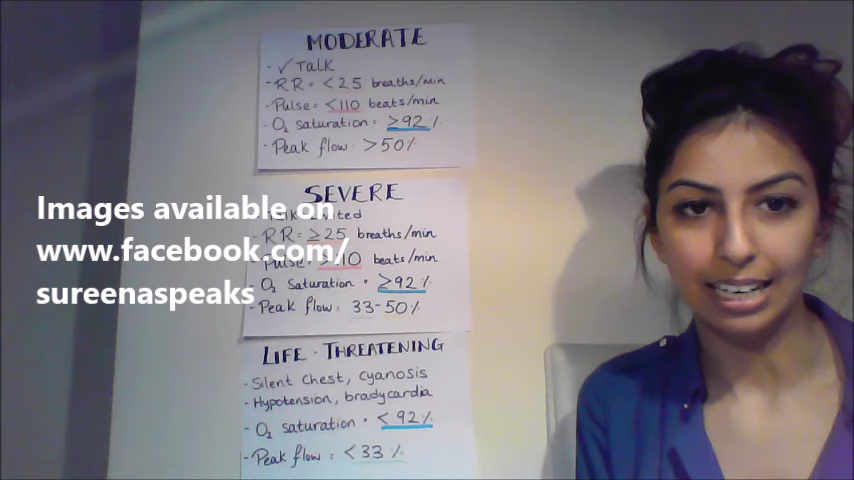 MODERATE
- ✓ Talk
- RR = <25 breaths/min
- Pulse = <110 beats/min
- O₂ saturation = ≥92%
- Peak flow : >50%
SEVERE
Images available on
www.facebook.com/
sureenaspeaks
- RR = ≥25 breaths/min
beats/min
- O₂ Saturation = ≥92%
- Peak flow : 33-50%
LIFE - THREATENING
- Silent Chest, cyanosis
- Hypotension, bradycardia
- O₂ saturation = <92%
- Peak flow : <33%